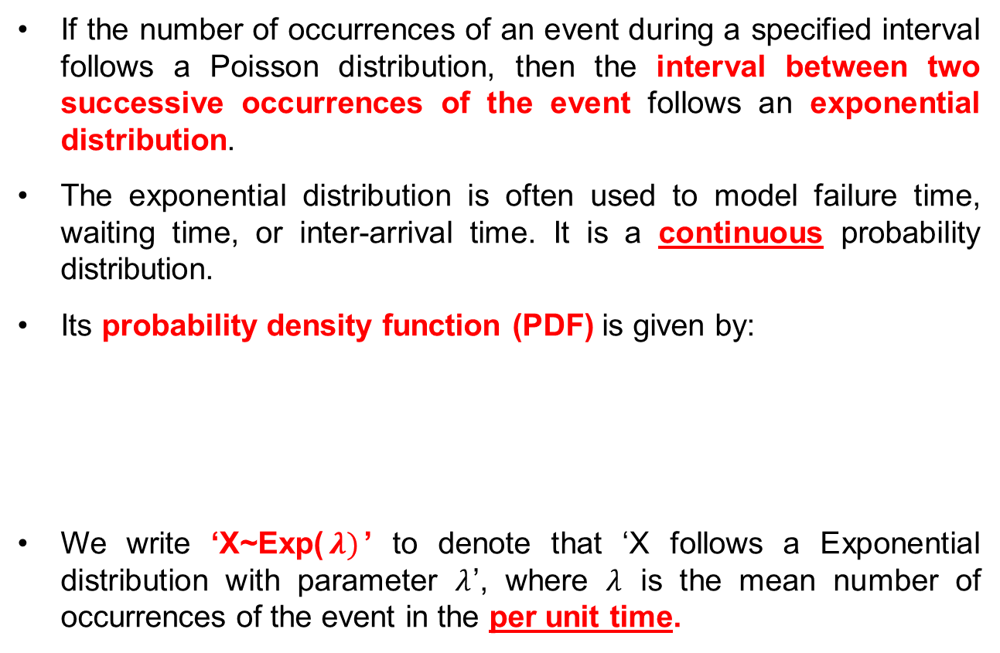 • If the number of occurrences of an event during a specified interval
follows a Poisson distribution, then the interval between two
successive occurrences of the event follows an exponential
distribution.
• The exponential distribution is often used to model failure time,
waiting time, or inter-arrival time. It is a continuous probability
distribution.
• Its probability density function (PDF) is given by:
• We write ‘X~Exp( λ) ’ to denote that ‘X follows a Exponential
distribution with parameter λ’, where λ is the mean number of
occurrences of the event in the per unit time.